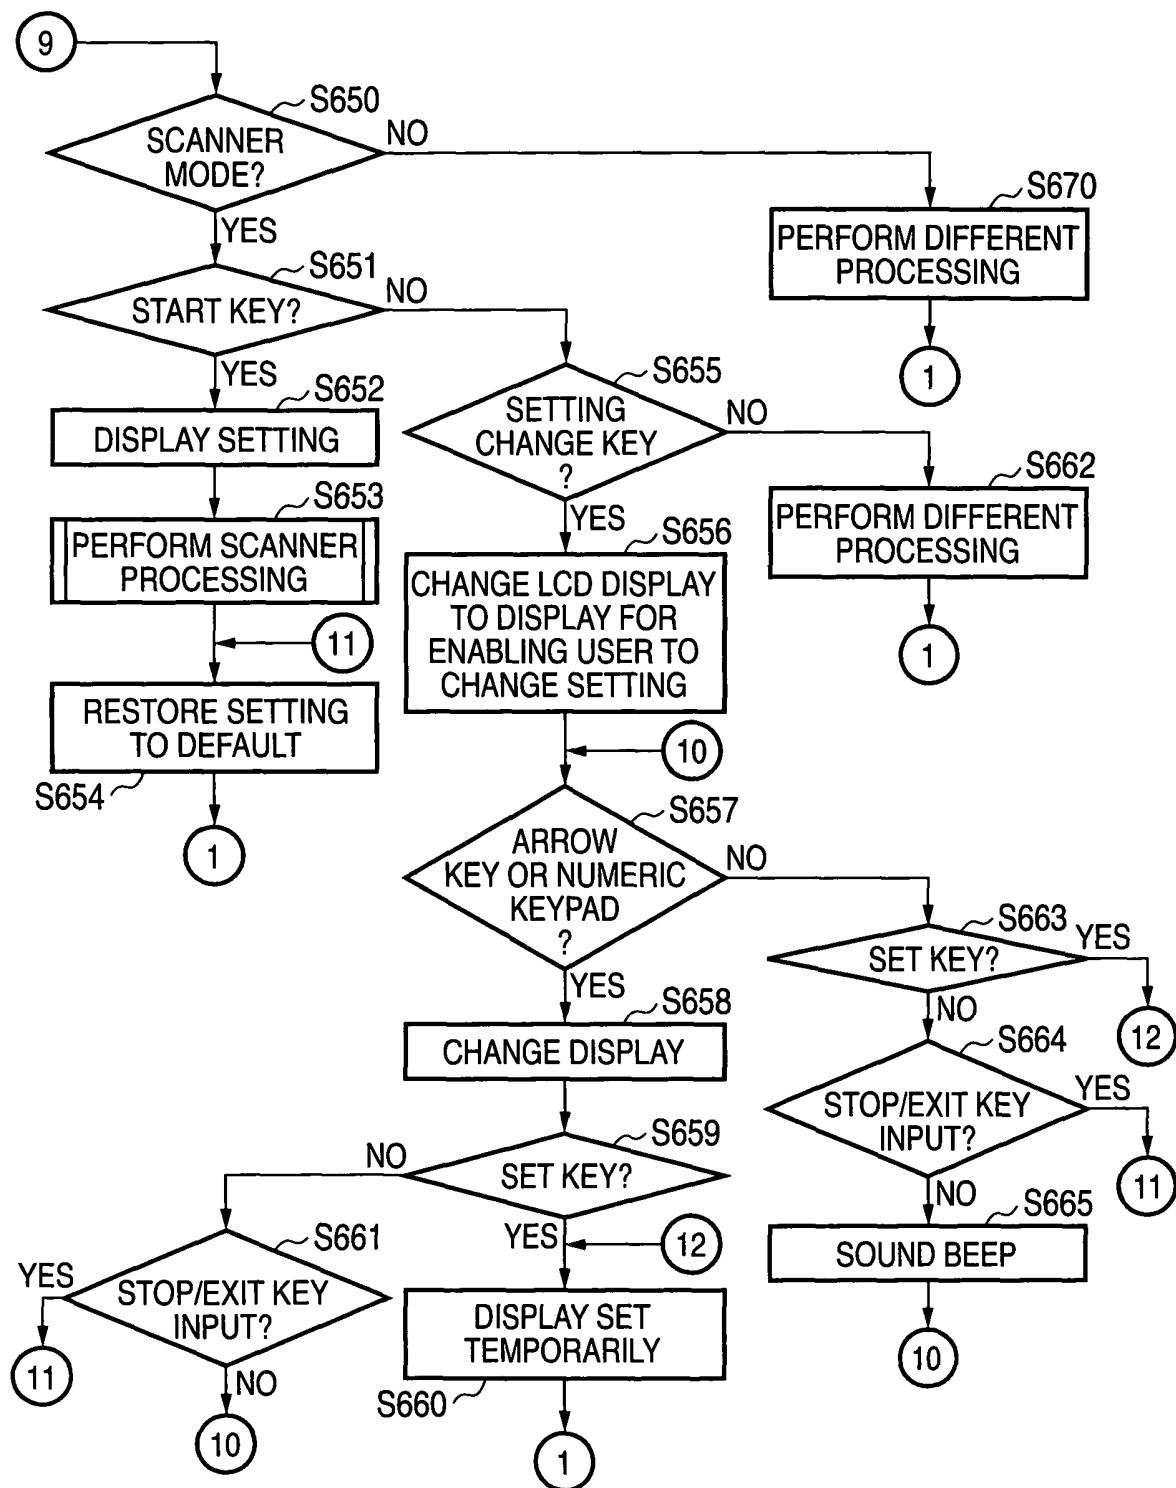 9
S650
SCANNER
MODE?
NO
YES
S670
PERFORM DIFFERENT
PROCESSING
1
S651
START KEY?
NO
YES
S652
DISPLAY SETTING
S653
PERFORM SCANNER
PROCESSING
11
RESTORE SETTING
TO DEFAULT
S654
1
S655
SETTING
CHANGE KEY
?
NO
YES
S662
PERFORM DIFFERENT
PROCESSING
1
S656
CHANGE LCD DISPLAY
TO DISPLAY FOR
ENABLING USER TO
CHANGE SETTING
10
S657
ARROW
KEY OR NUMERIC
KEYPAD
?
NO
YES
S658
CHANGE DISPLAY
S659
SET KEY?
NO
YES
12
DISPLAY SET
TEMPORARILY
S660
1
S661
STOP/EXIT KEY
INPUT?
YES
11
NO
10
S663
SET KEY?
YES
12
NO
S664
STOP/EXIT KEY
INPUT?
YES
11
NO
S665
SOUND BEEP
10